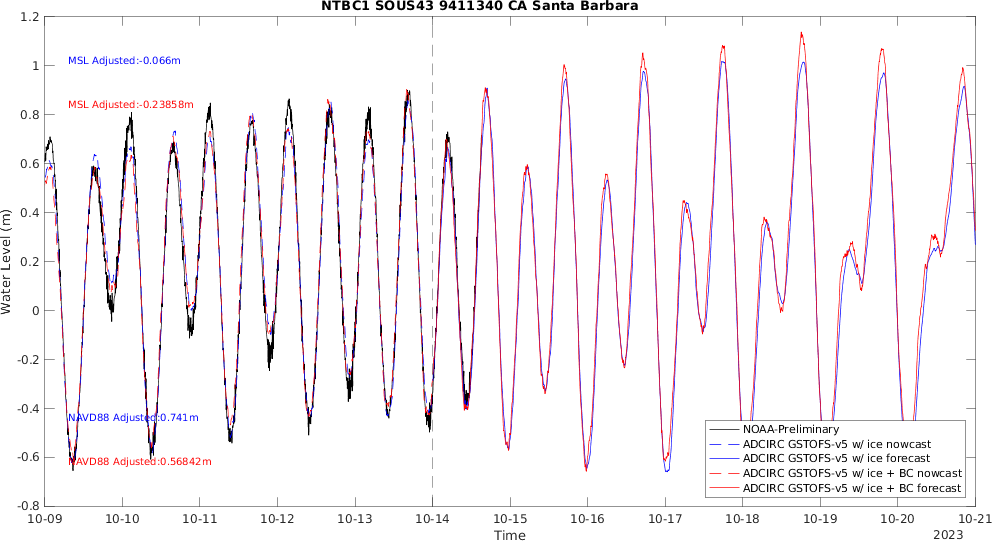 NTBC1 SOUS43 9411340 CA Santa Barbara
1.2
1
0.8
0.6
0.4
0.2
0
-0.2
-0.4
-0.6
-0.8
Water Level (m)
MSL Adjusted:-0.066m
MSL Adjusted:-0.23858m
NAVD88 Adjusted:0.741m
NAVD88 Adjusted:0.56842m
NOAA-Preliminary
ADCIRC GSTOFS-v5 w/ ice nowcast
ADCIRC GSTOFS-v5 w/ ice forecast
ADCIRC GSTOFS-v5 w/ ice + BC nowcast
ADCIRC GSTOFS-v5 w/ ice + BC forecast
10-09 10-10 10-11 10-12 10-13 10-14 10-15 10-16 10-17 10-18 10-19 10-20 10-21
Time
2023